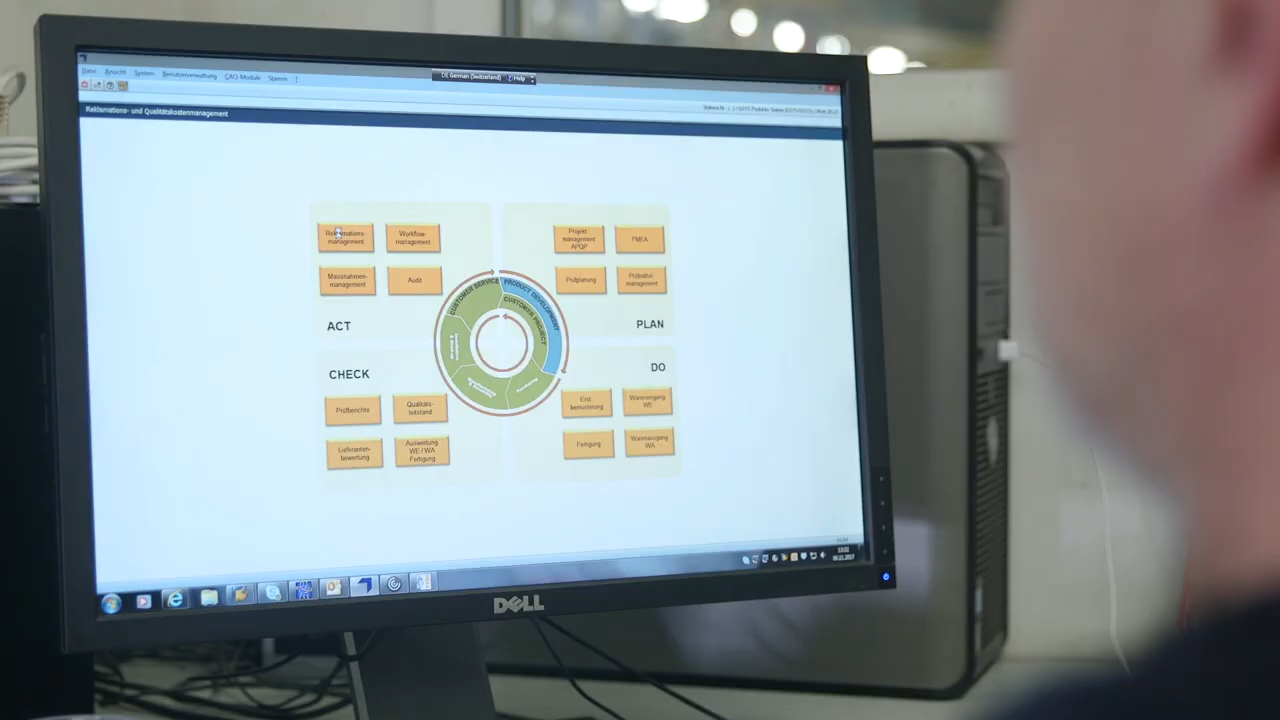 Datei Ansicht System Benutzerverwaltung CAQ-Module Stamm
DE German (Switzerland) Help
Reklamations- und Qualitätskostenmanagement
Reklamations-
management
Workflow-
management
Massnahmen-
management
Audit
ACT
Projekt
management
APQP
FMEA
Prüfplanung
Prüfmittel-
management
PLAN
CUSTOMER SERVICE
PRODUCT DEVELOPMENT
CUSTOMER PROJECT
CHECK
Prüfberichte
Qualitäts-
leitstand
Lieferanten-
bewertung
Auswertung
WE / WA
Fertigung
DO
Erst
bemusterung
Wareneingang
WE
Fertigung
Warenausgang
WA
DELL